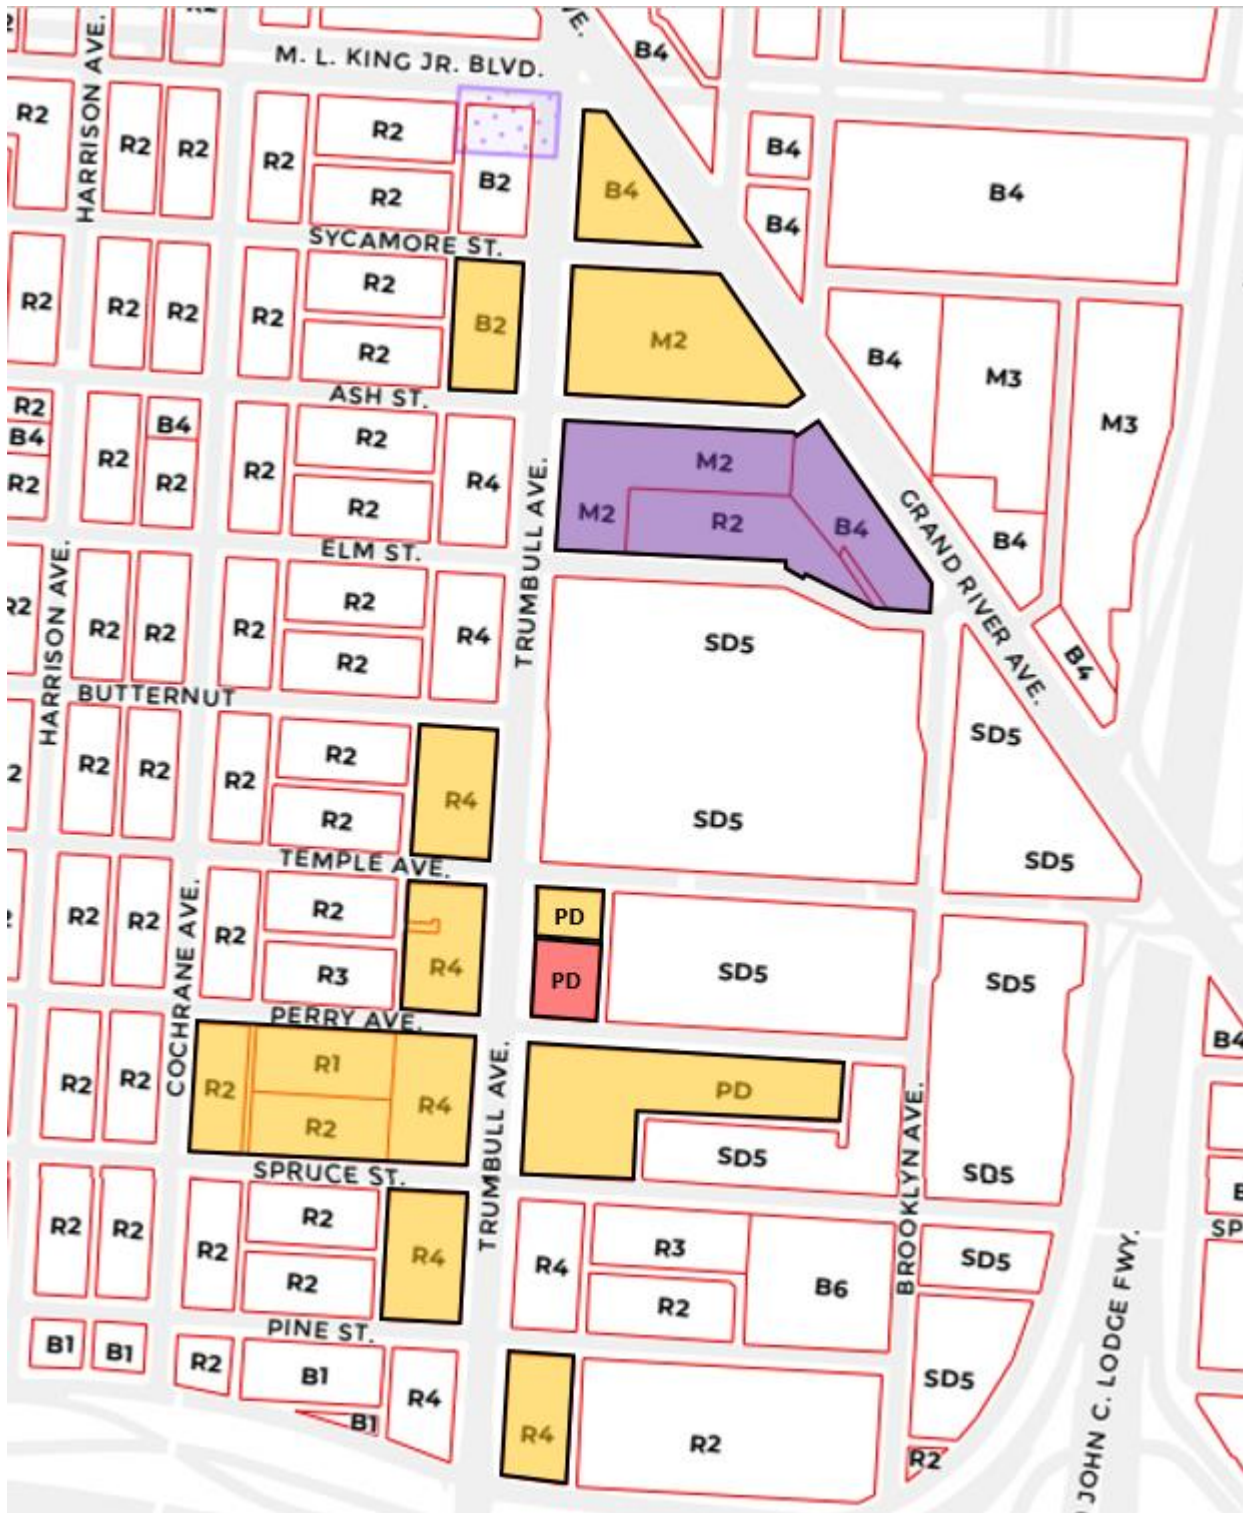 R2
AVE.
B4
M. L. KING JR. BLVD.
HARRISON AVE.
R2
R2
R2
R2
R2
R2
B2
B4
B4
B4
B4
SYCAMORE ST.
R2
R2
R2
R2
R2
R2
B2
M2
B4
M3
M3
ASH ST.
R2
B4
R2
R2
B4
R2
R2
R2
R2
R4
TRUMBULL AVE.
M2
M2
R2
B4
GRAND RIVER AVE.
B4
ELM ST.
HARRISON AVE.
R2
R2
R2
R2
R2
R2
R4
SD5
B4
BUTTERNUT
R2
R2
R2
R2
R2
R4
SD5
SD5
SD5
TEMPLE AVE.
COCHRANE AVE.
R2
R2
R2
R2
R3
R4
PD
PD
SD5
SD5
B4
PERRY AVE.
R2
R2
R2
R1
R2
R4
TRUMBULL AVE.
PD
SD5
BROOKLYN AVE.
SD5
SPRUCE ST.
R2
R2
R2
R2
R2
R4
R4
R3
R2
B6
SD5
SP
JOHN C. LODGE FWY.
PINE ST.
B1
B1
R2
B1
B1
R4
R4
R2
SD5
R2